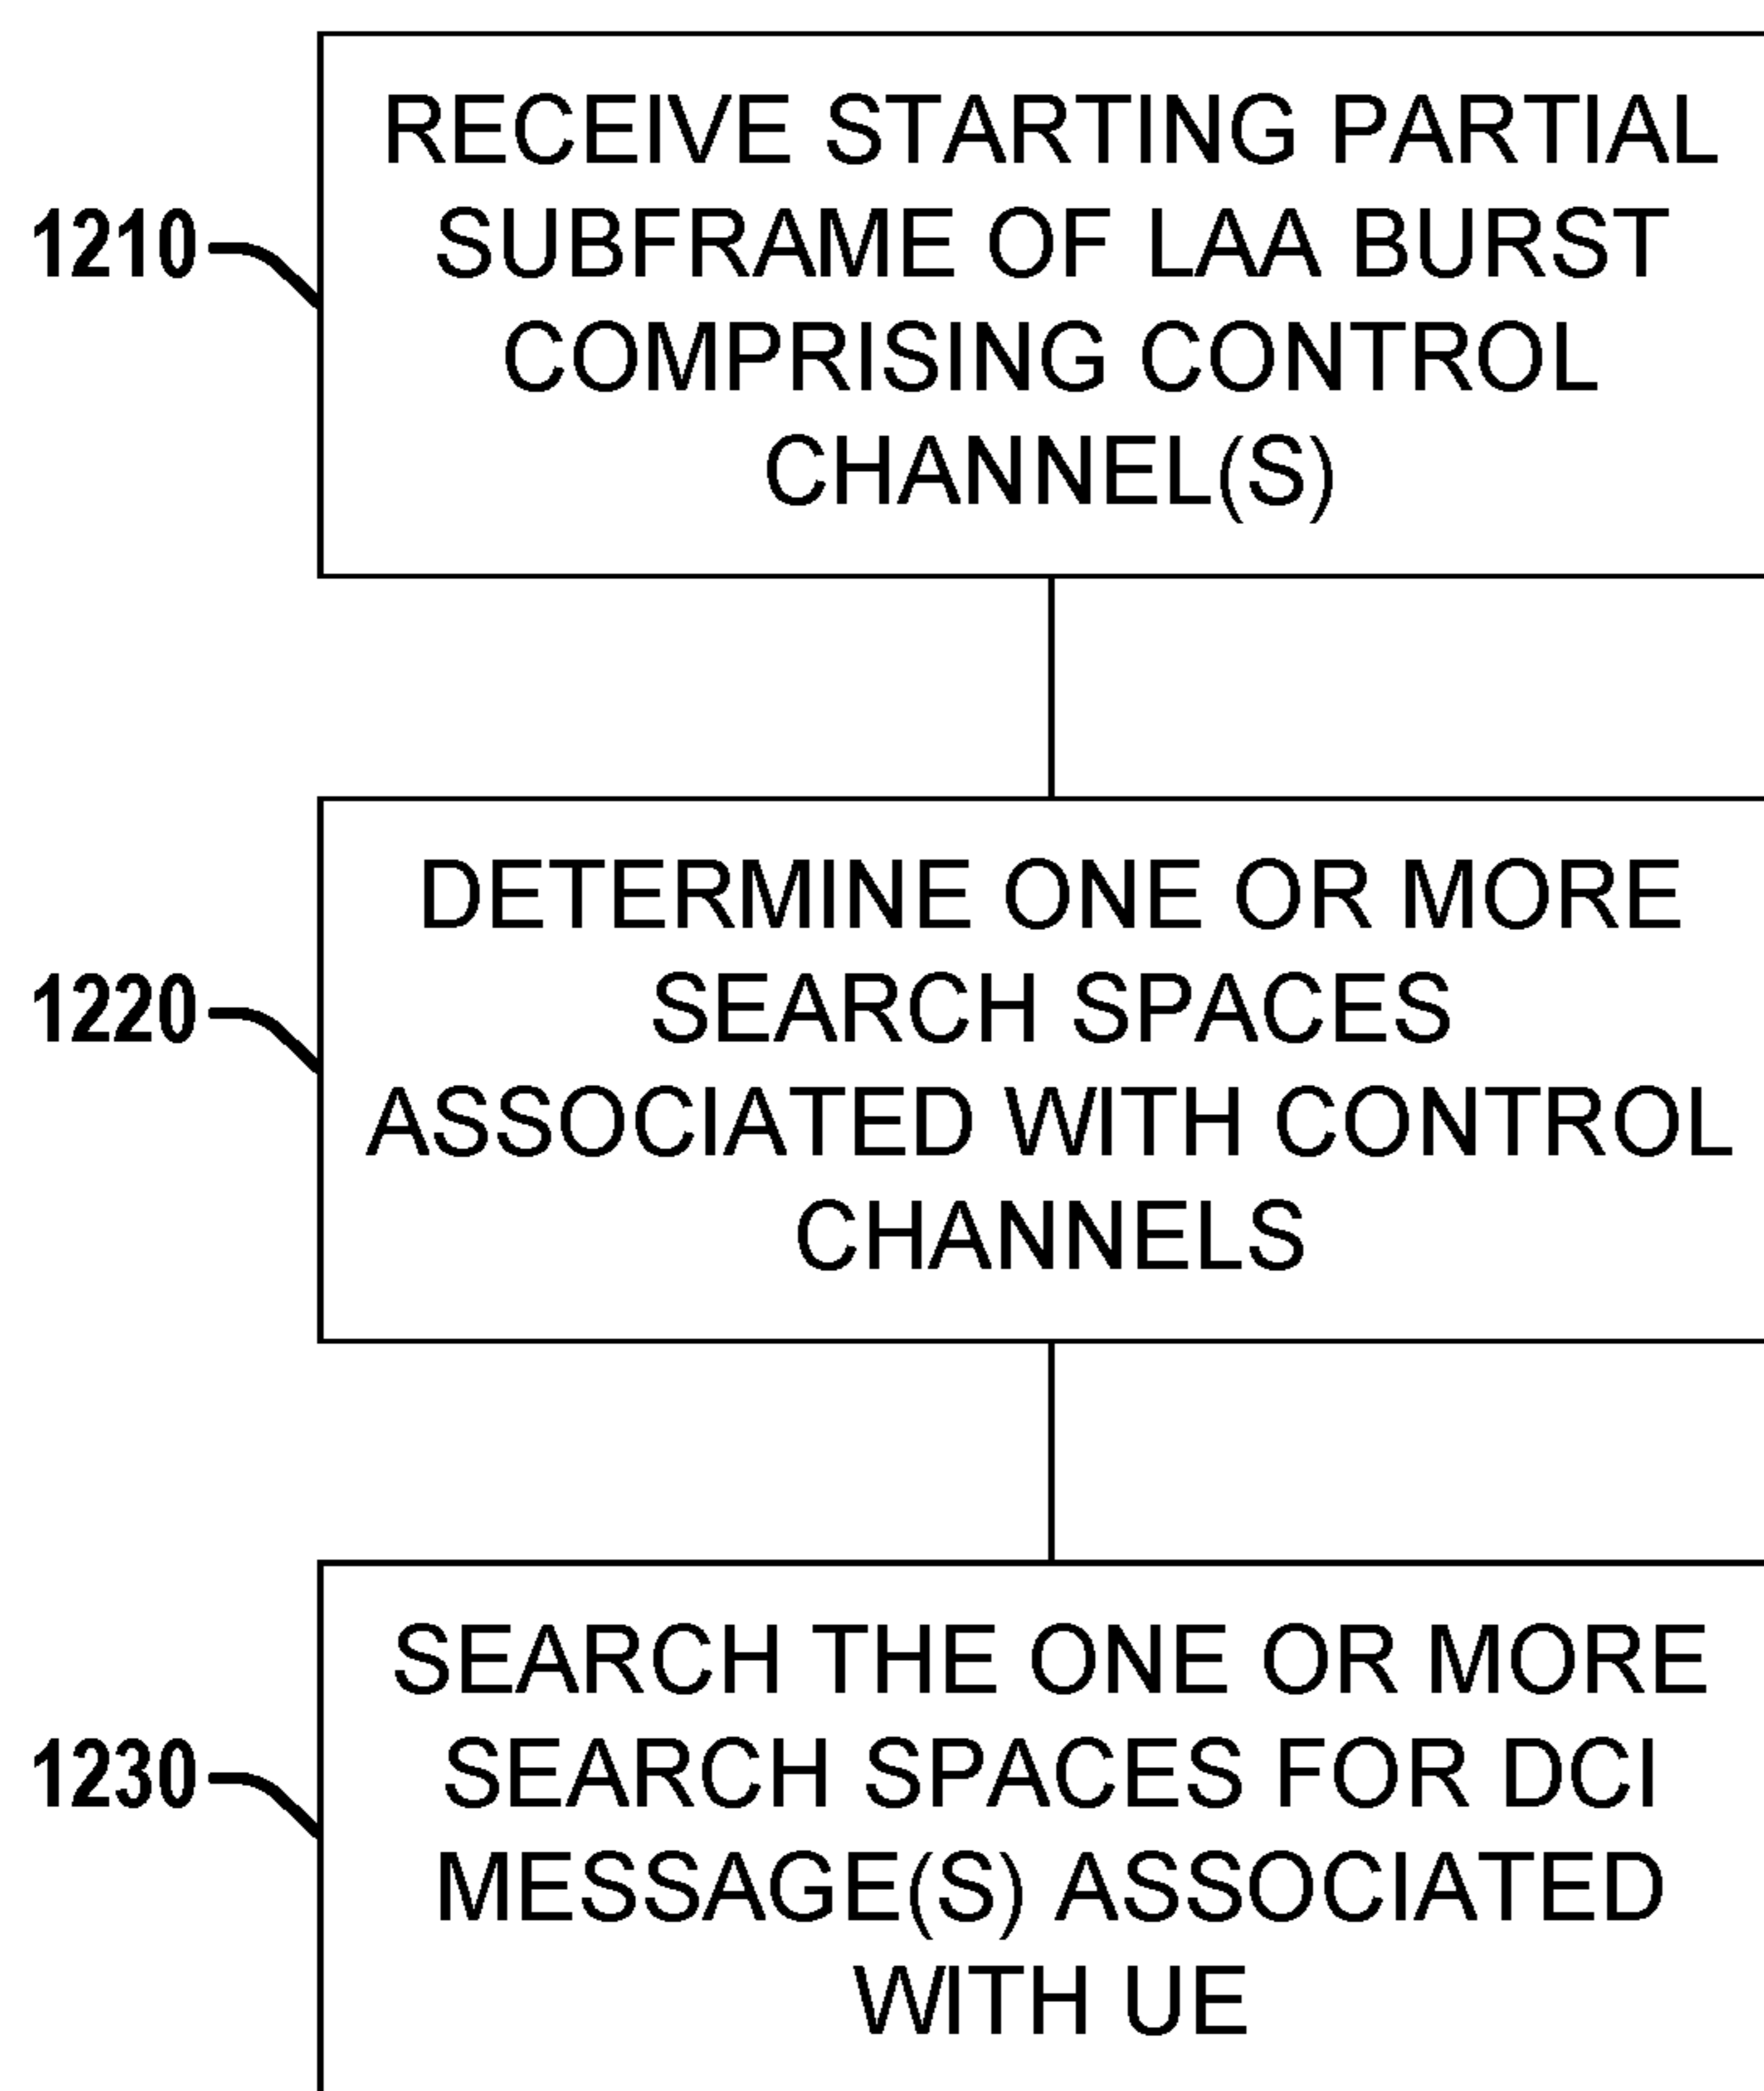 RECEIVE STARTING PARTIAL
SUBFRAME OF LAA BURST
COMPRISING CONTROL
CHANNEL(S)
1210
DETERMINE ONE OR MORE
SEARCH SPACES
ASSOCIATED WITH CONTROL
CHANNELS
1220
SEARCH THE ONE OR MORE
SEARCH SPACES FOR DCI
MESSAGE(S) ASSOCIATED
WITH UE
1230